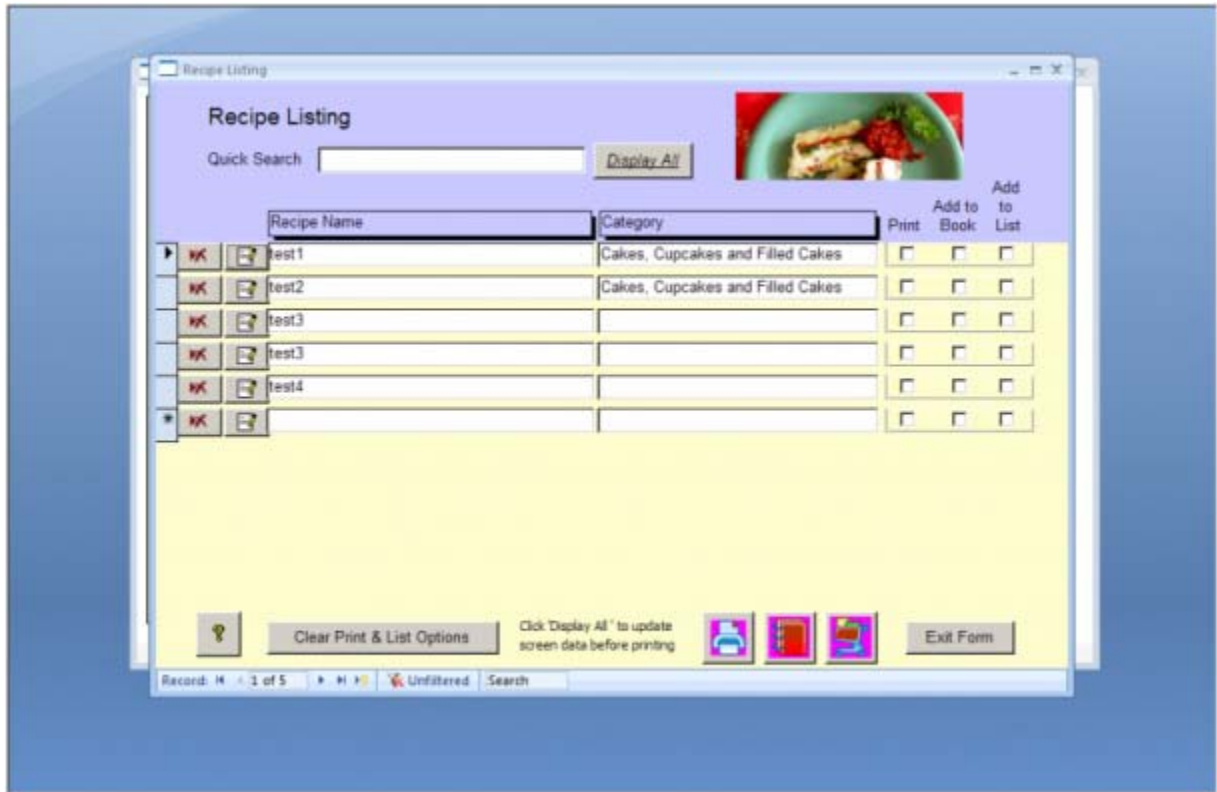 Recipe Listing
Recipe Listing
Quick Search
Display All
Recipe Name Category Print Add to Book Add to List
test1 Cakes, Cupcakes and Filled Cakes
test2 Cakes, Cupcakes and Filled Cakes
test3
test3
test4
? Clear Print & List Options
Click 'Display All ' to update
screen data before printing
Exit Form
Record: 1 of 5 Unfiltered Search